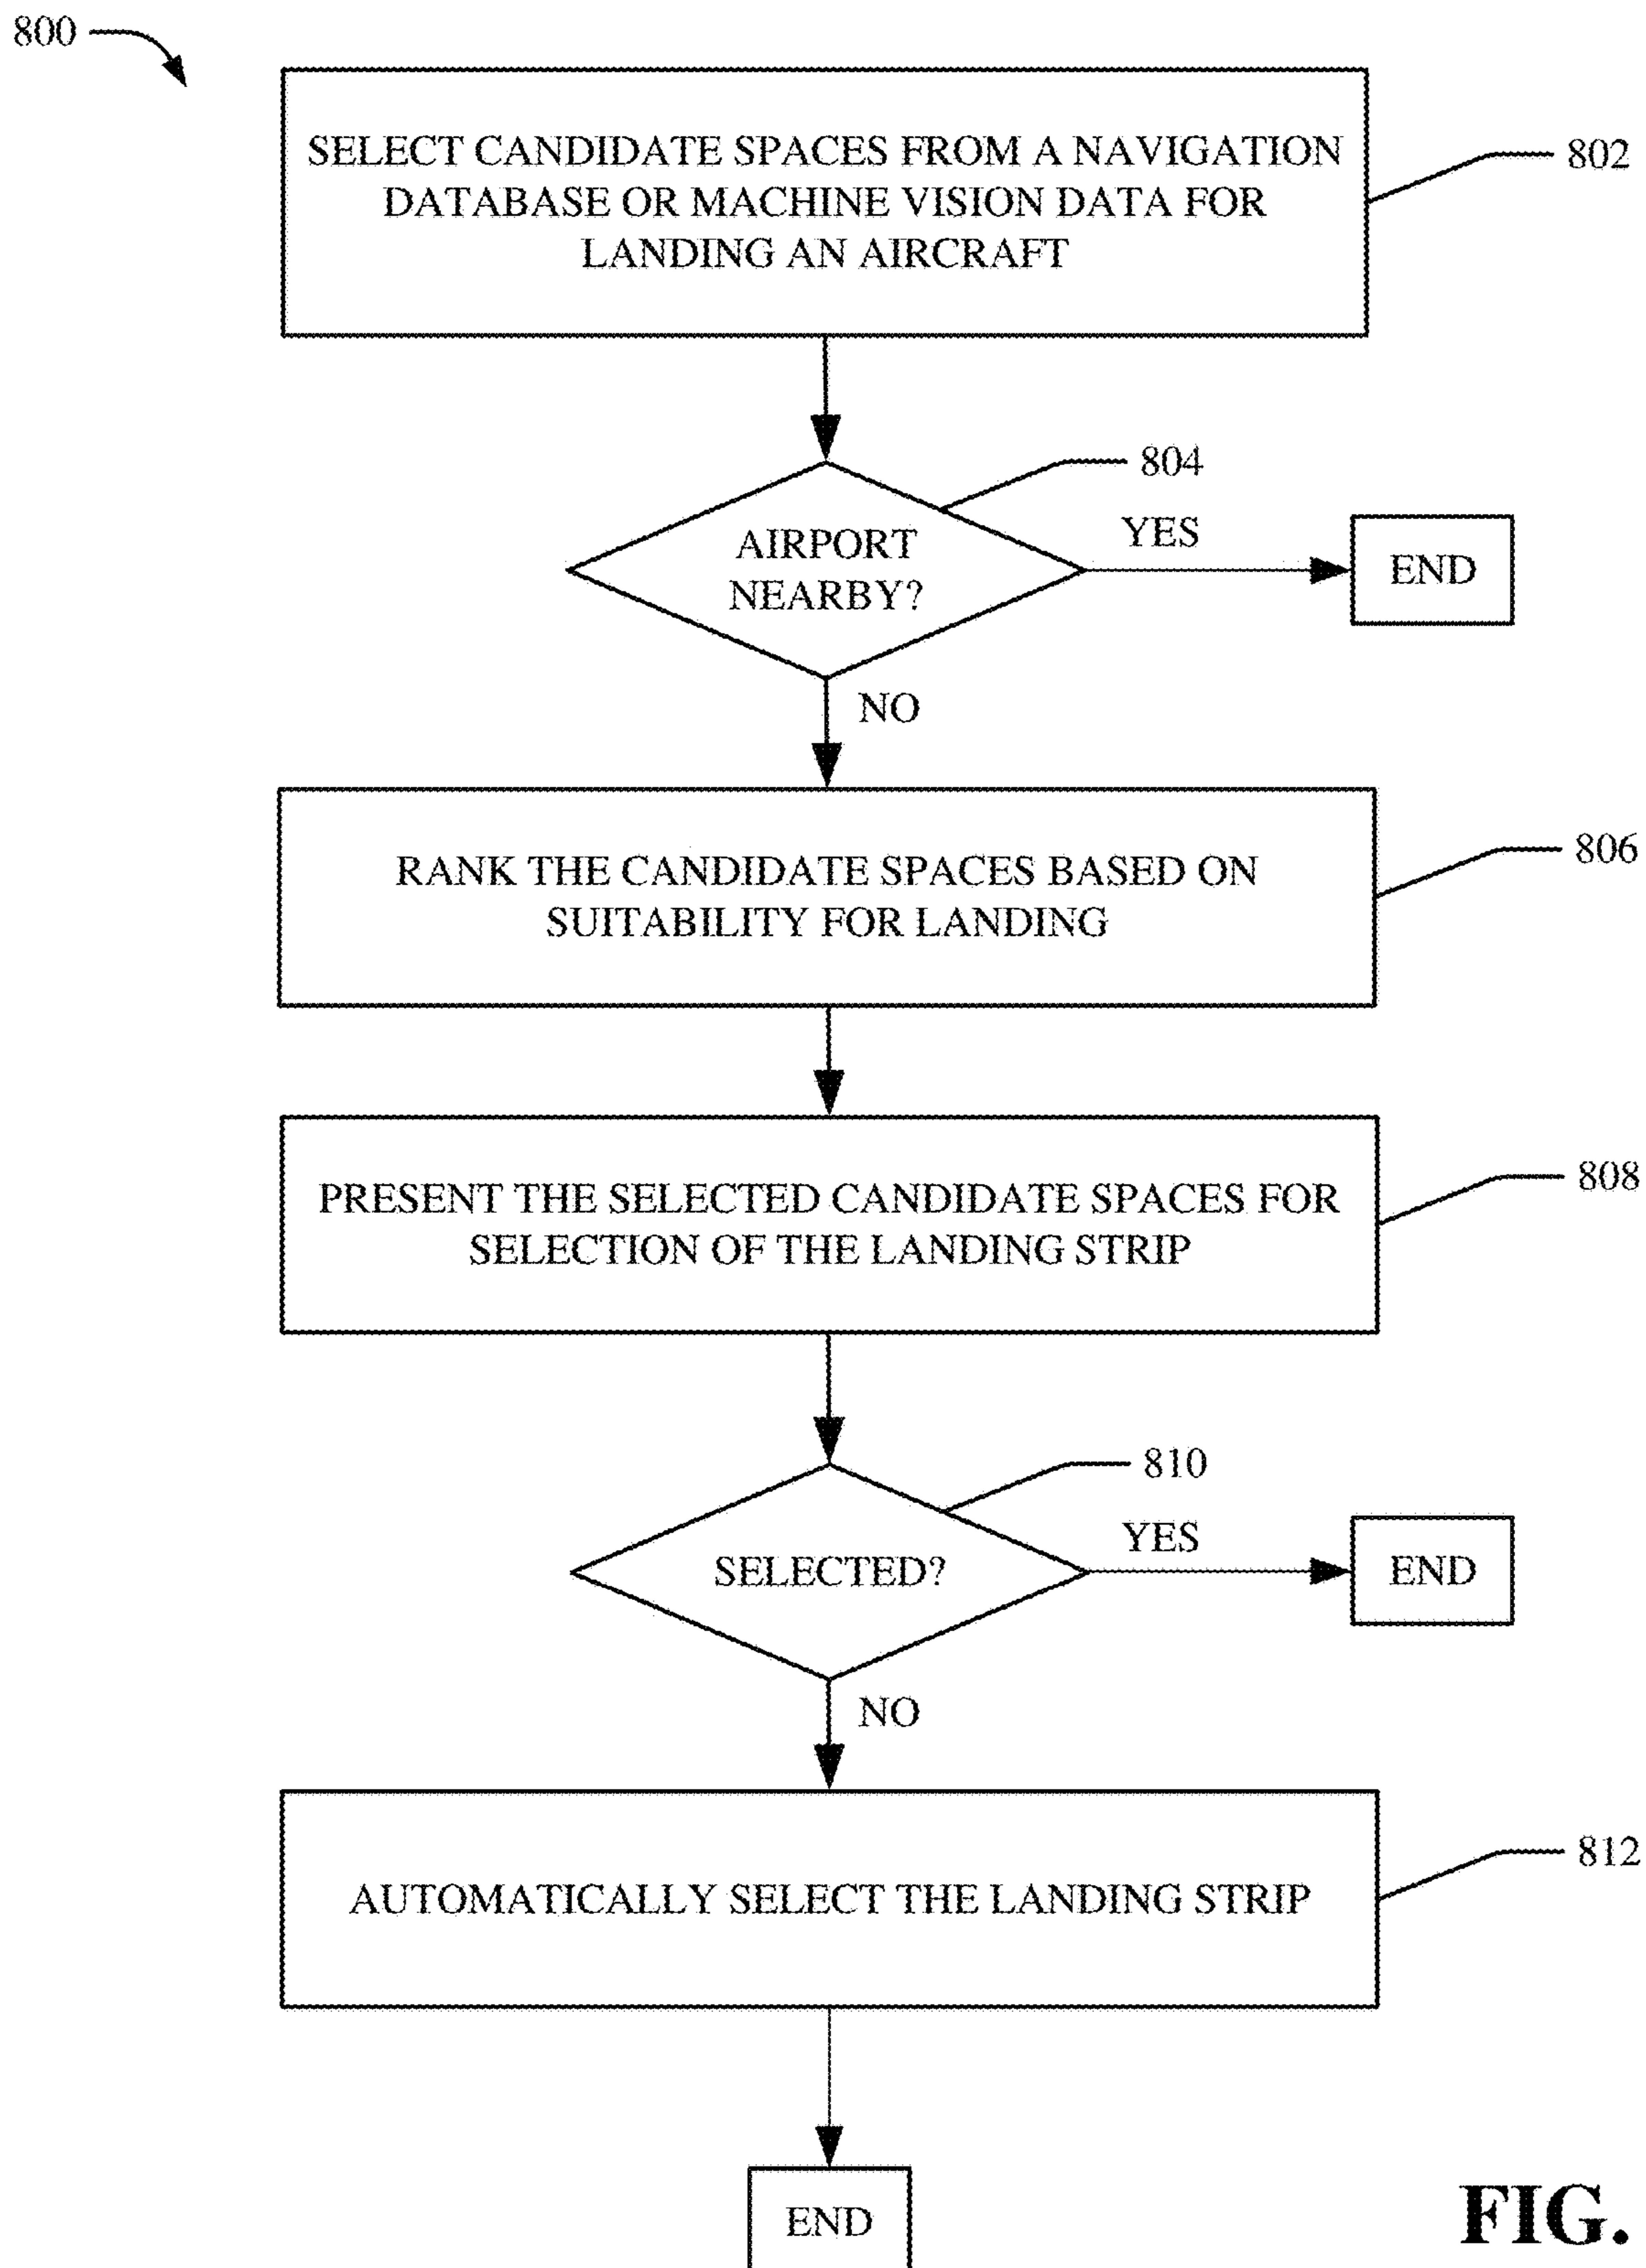 800
SELECT CANDIDATE SPACES FROM A NAVIGATION
DATABASE OR MACHINE VISION DATA FOR
LANDING AN AIRCRAFT
802
804
AIRPORT
NEARBY?
YES
END
NO
RANK THE CANDIDATE SPACES BASED ON
SUITABILITY FOR LANDING
806
PRESENT THE SELECTED CANDIDATE SPACES FOR
SELECTION OF THE LANDING STRIP
808
810
SELECTED?
YES
END
NO
AUTOMATICALLY SELECT THE LANDING STRIP
812
END
FIG.